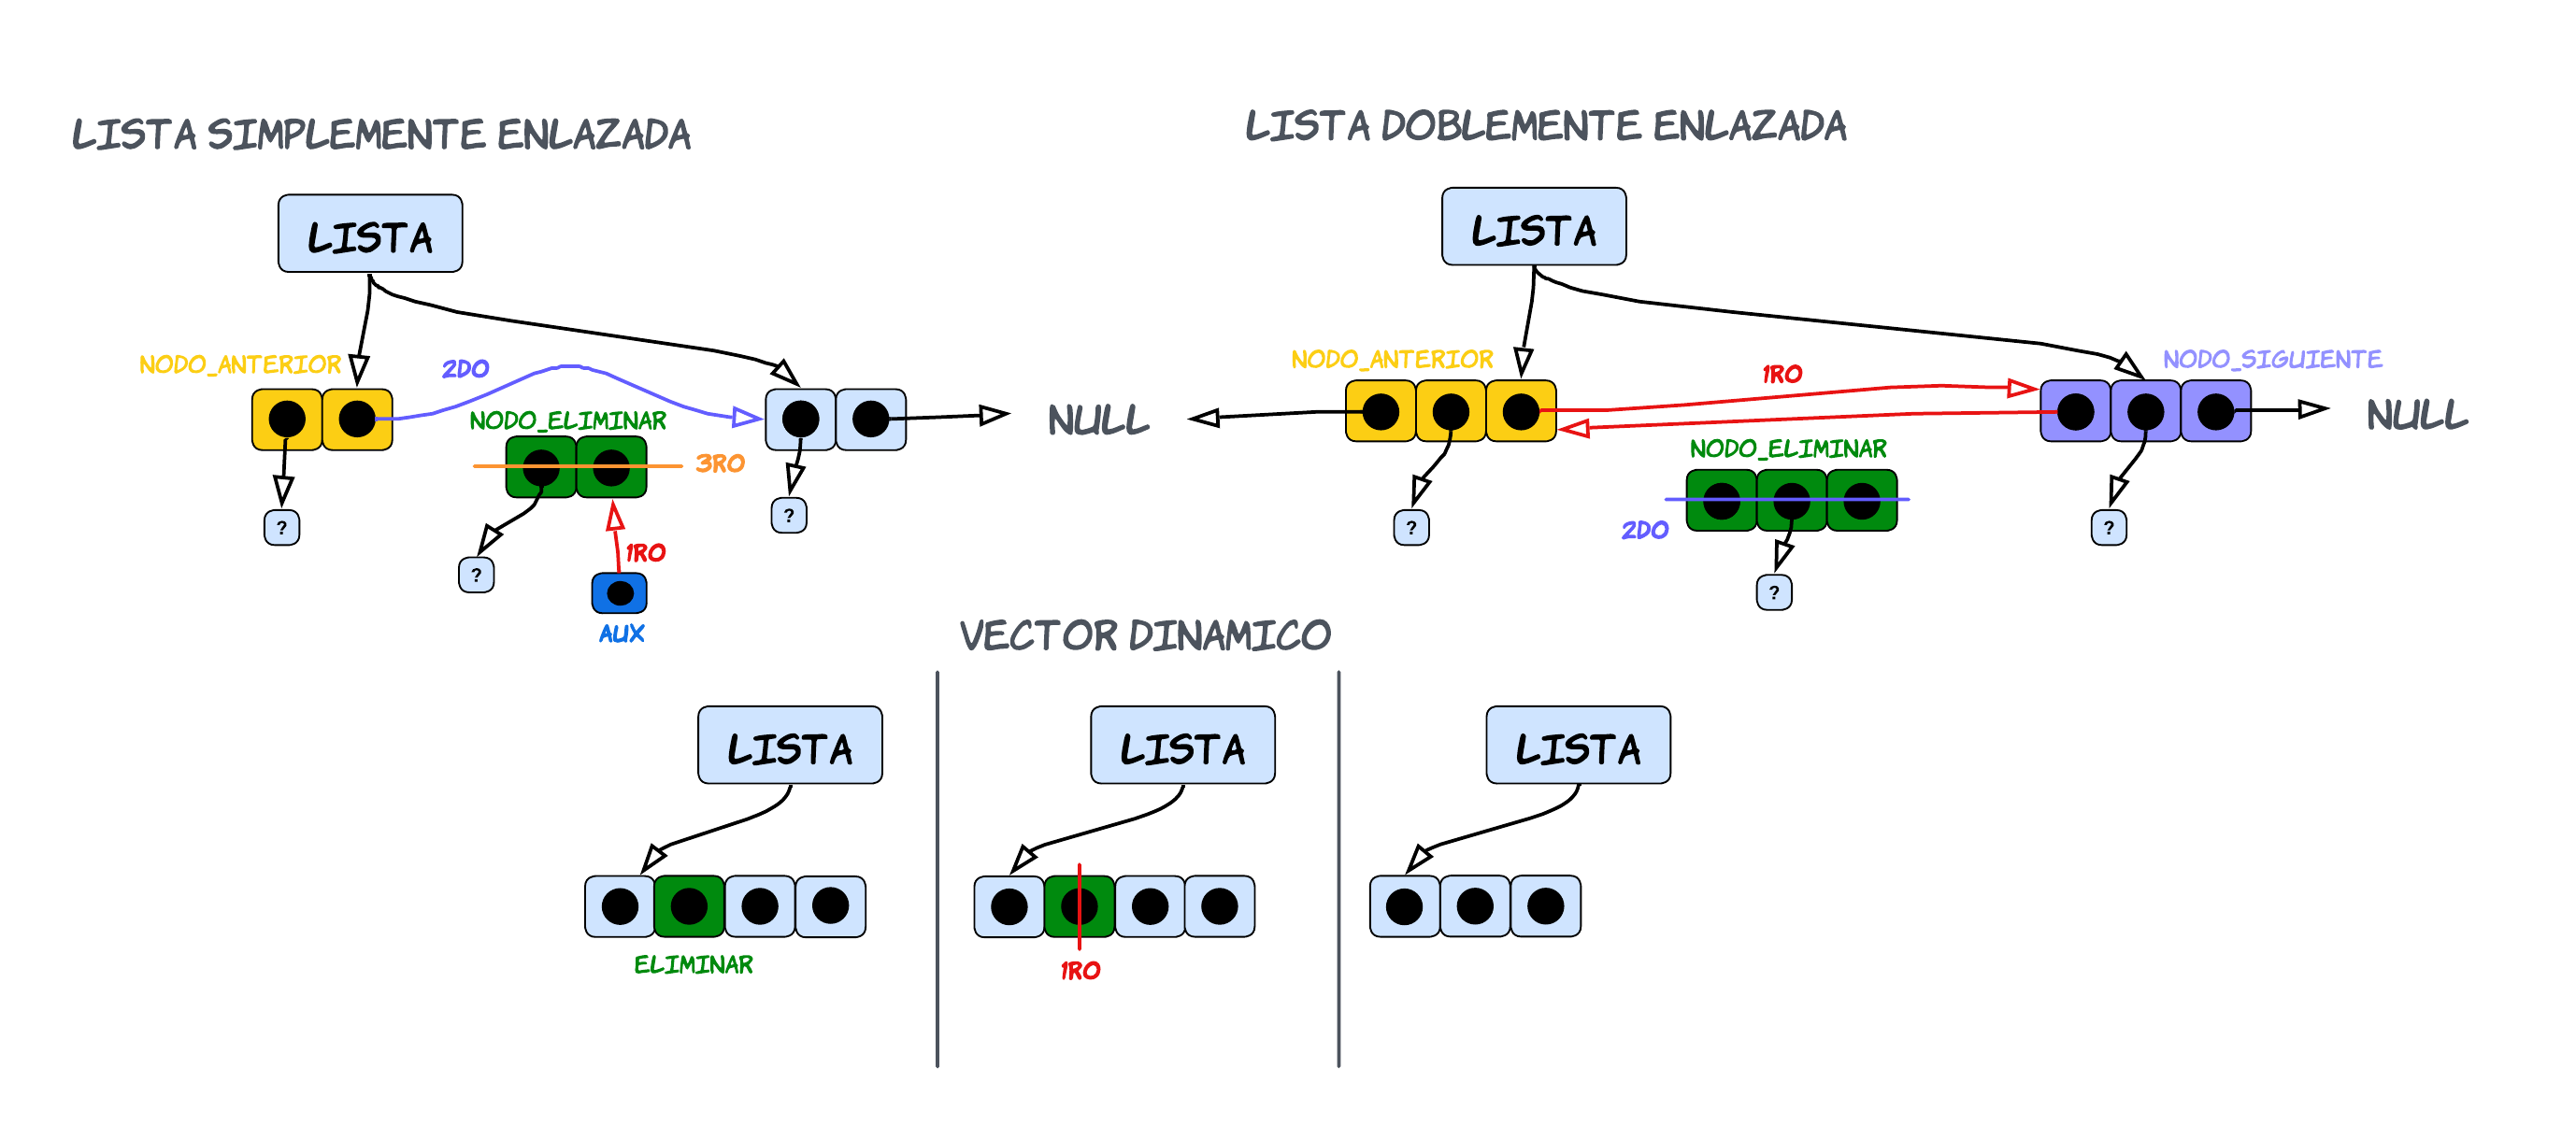 LISTA SIMPLEMENTE ENLAZADA
LISTA
NODO_ANTERIOR
2DO
NODO_ELIMINAR
3RO
NULL
?
?
?
1RO
AUX
LISTA DOBLEMENTE ENLAZADA
LISTA
NODO_ANTERIOR
1RO
NODO_SIGUIENTE
NULL
NODO_ELIMINAR
2DO
?
?
?
VECTOR DINAMICO
LISTA
ELIMINAR
LISTA
1RO
LISTA